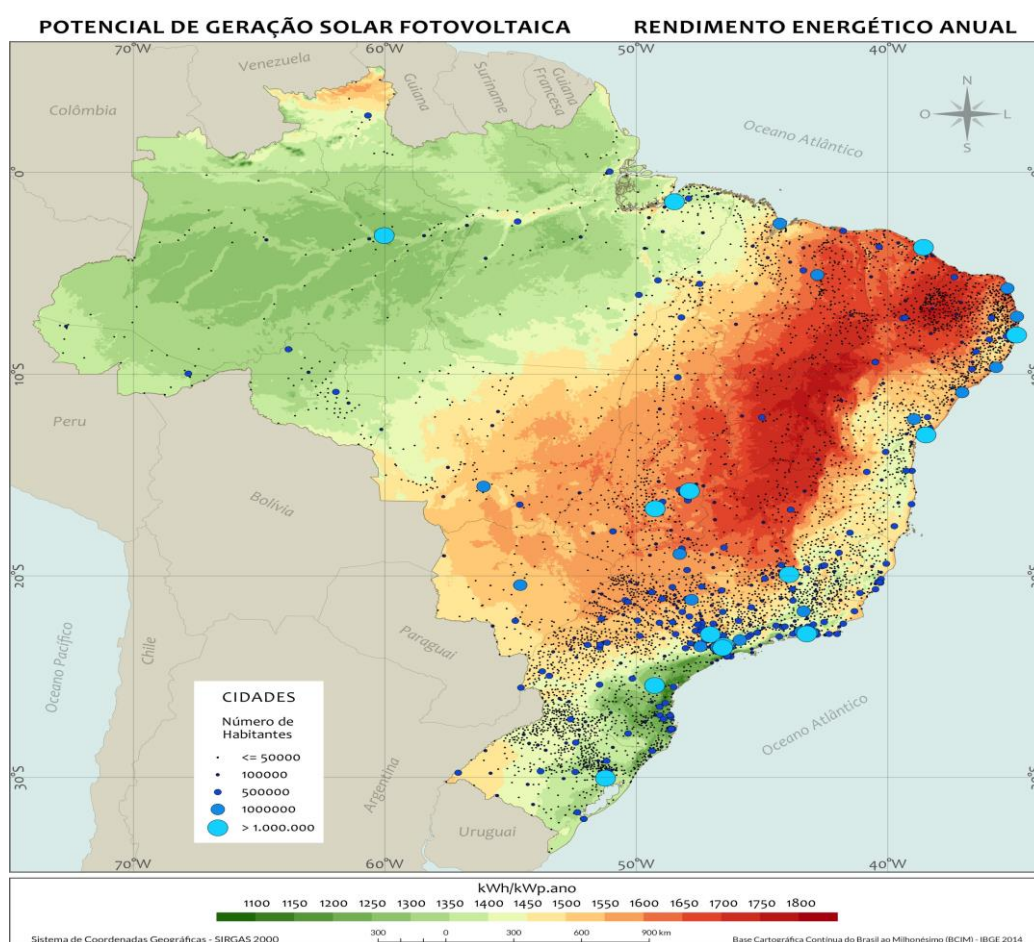 POTENCIAL DE GERAÇÃO SOLAR FOTOVOLTAICA RENDIMENTO ENERGÉTICO ANUAL
70°W 60°W 50°W 40°W
Venezuela
Colômbia
Guiana
Suriname
Guiana
Francesa
Oceano Atlântico
N
O L
S
0
10°S
Peru
Bolívia
20°S
Paraguai
Oceano Pacífico
Chile
Oceano Atlântico
Argentina
30°S
Uruguai
CIDADES
Número de
Habitantes
<= 50000
100000
500000
1000000
> 1.000.000
70°W 60°W 50°W 40°W
kWh/kWp.ano
1100 1150 1200 1250 1300 1350 1400 1450 1500 1550 1600 1650 1700 1750 1800
300 0 300 600 900 km
Sistema de Coordenadas Geográficas - SIRGAS 2000 Base Cartográfica Contínua do Brasil ao Milhonésimo (BCIM) - IBGE 2014